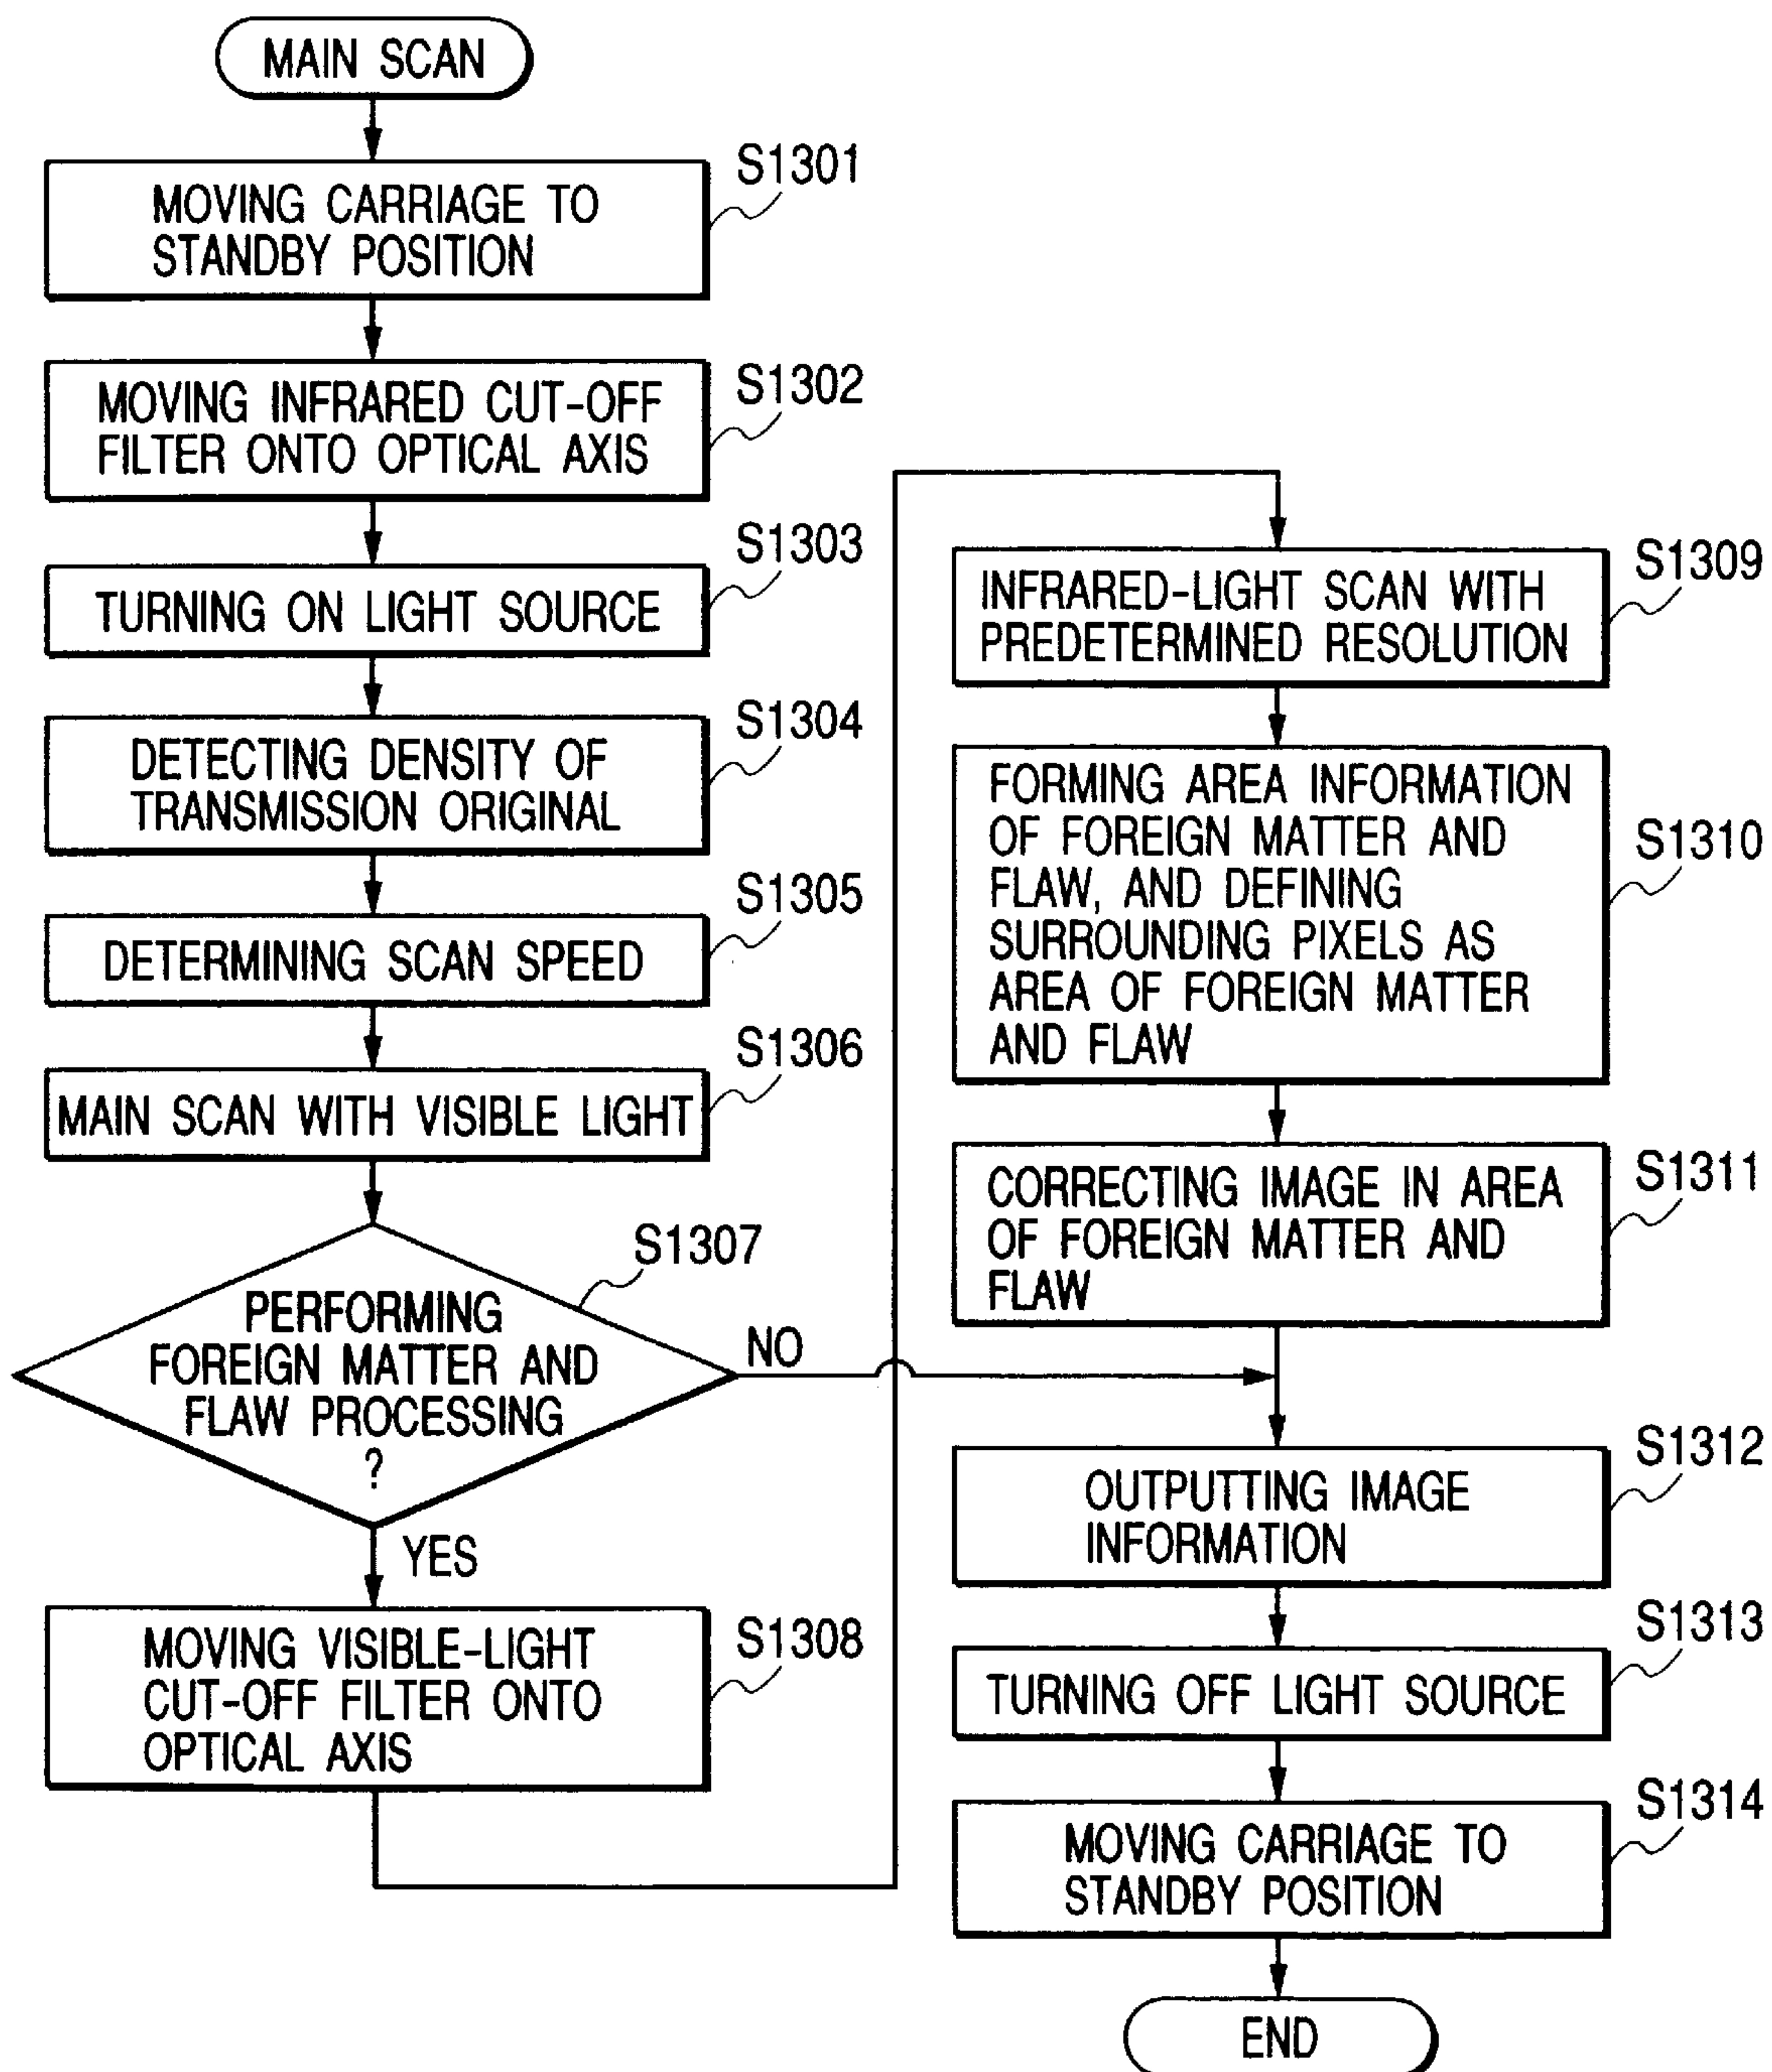 MAIN SCAN
S1301
MOVING CARRIAGE TO
STANDBY POSITION
S1302
MOVING INFRARED CUT-OFF
FILTER ONTO OPTICAL AXIS
S1303
TURNING ON LIGHT SOURCE
S1304
DETECTING DENSITY OF
TRANSMISSION ORIGINAL
S1305
DETERMINING SCAN SPEED
S1306
MAIN SCAN WITH VISIBLE LIGHT
S1307
PERFORMING
FOREIGN MATTER AND
FLAW PROCESSING
?
NO
YES
S1308
MOVING VISIBLE-LIGHT
CUT-OFF FILTER ONTO
OPTICAL AXIS
S1309
INFRARED-LIGHT SCAN WITH
PREDETERMINED RESOLUTION
S1310
FORMING AREA INFORMATION
OF FOREIGN MATTER AND
FLAW, AND DEFINING
SURROUNDING PIXELS AS
AREA OF FOREIGN MATTER
AND FLAW
S1311
CORRECTING IMAGE IN AREA
OF FOREIGN MATTER AND
FLAW
S1312
OUTPUTTING IMAGE
INFORMATION
S1313
TURNING OFF LIGHT SOURCE
S1314
MOVING CARRIAGE TO
STANDBY POSITION
END